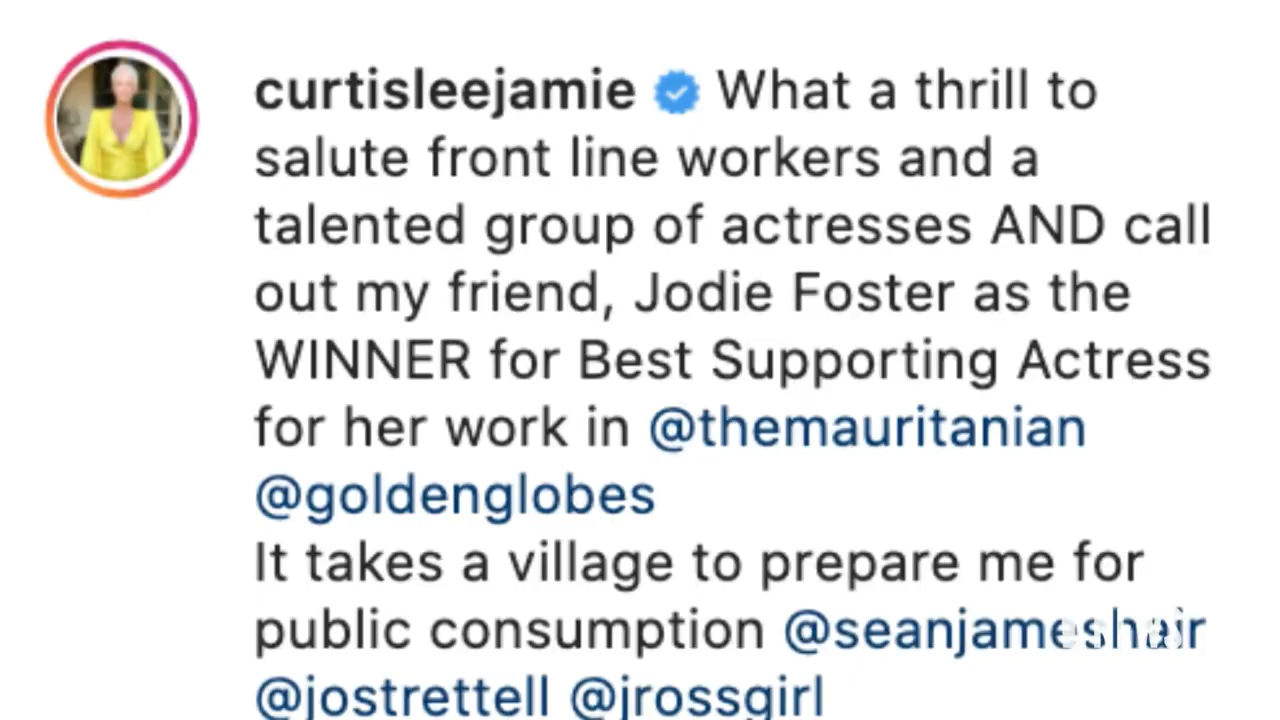 curtisleejamie What a thrill to
salute front line workers and a
talented group of actresses AND call
out my friend, Jodie Foster as the
WINNER for Best Supporting Actress
for her work in @themauritanian
@goldenglobes
It takes a village to prepare me for
public consumption @seanjameshair
@jostrettell @jrossgirl